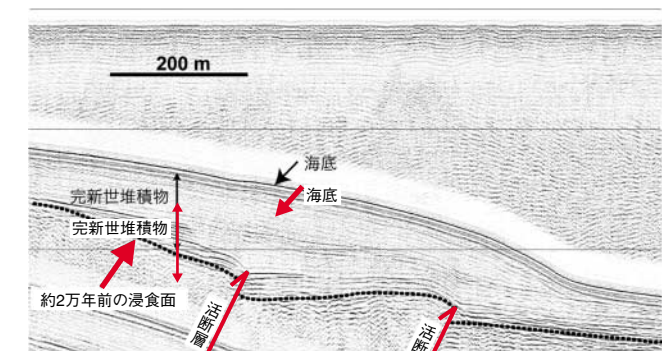 200 m
海底
海底
完新世堆積物
完新世堆積物
約2万年前の浸食面
活断層
活断